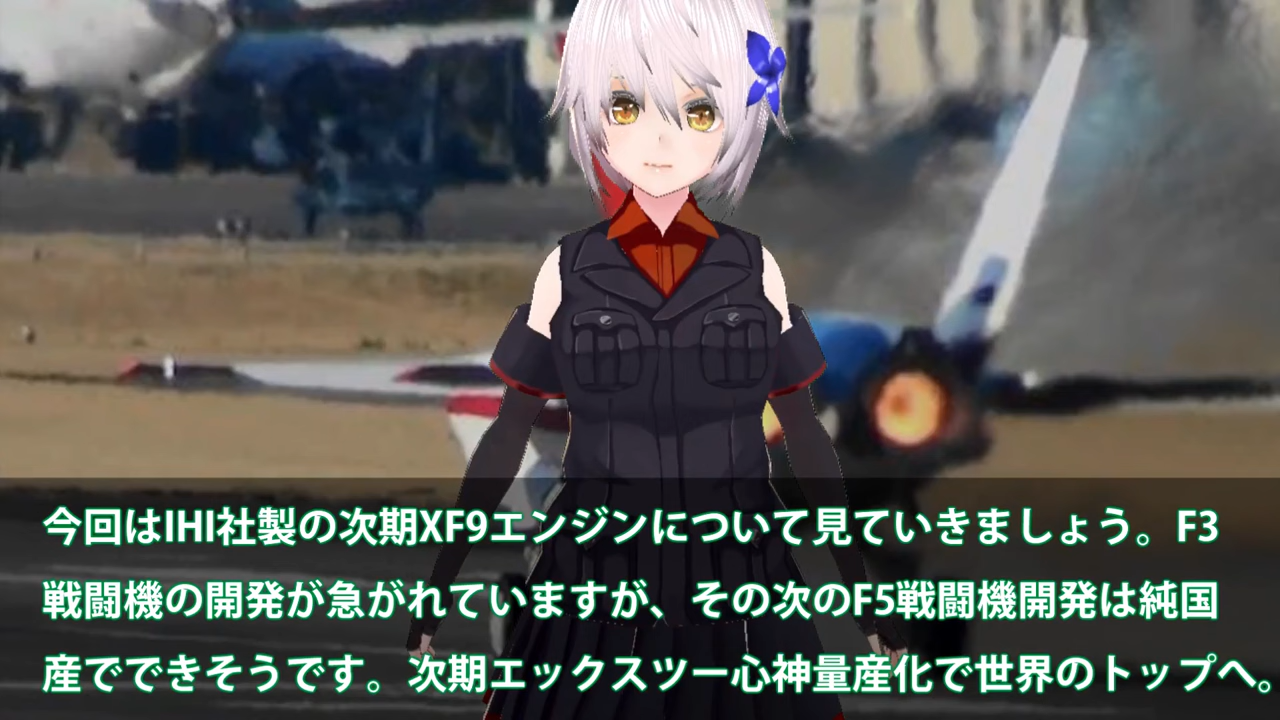 今回はIHI社製の次期XF9エンジンについて見ていきましょう。F3
戦闘機の開発が急がれていますが、その次のF5戦闘機開発は純国
産でできそうです。次期エックスツー心神量産化で世界のトップへ。